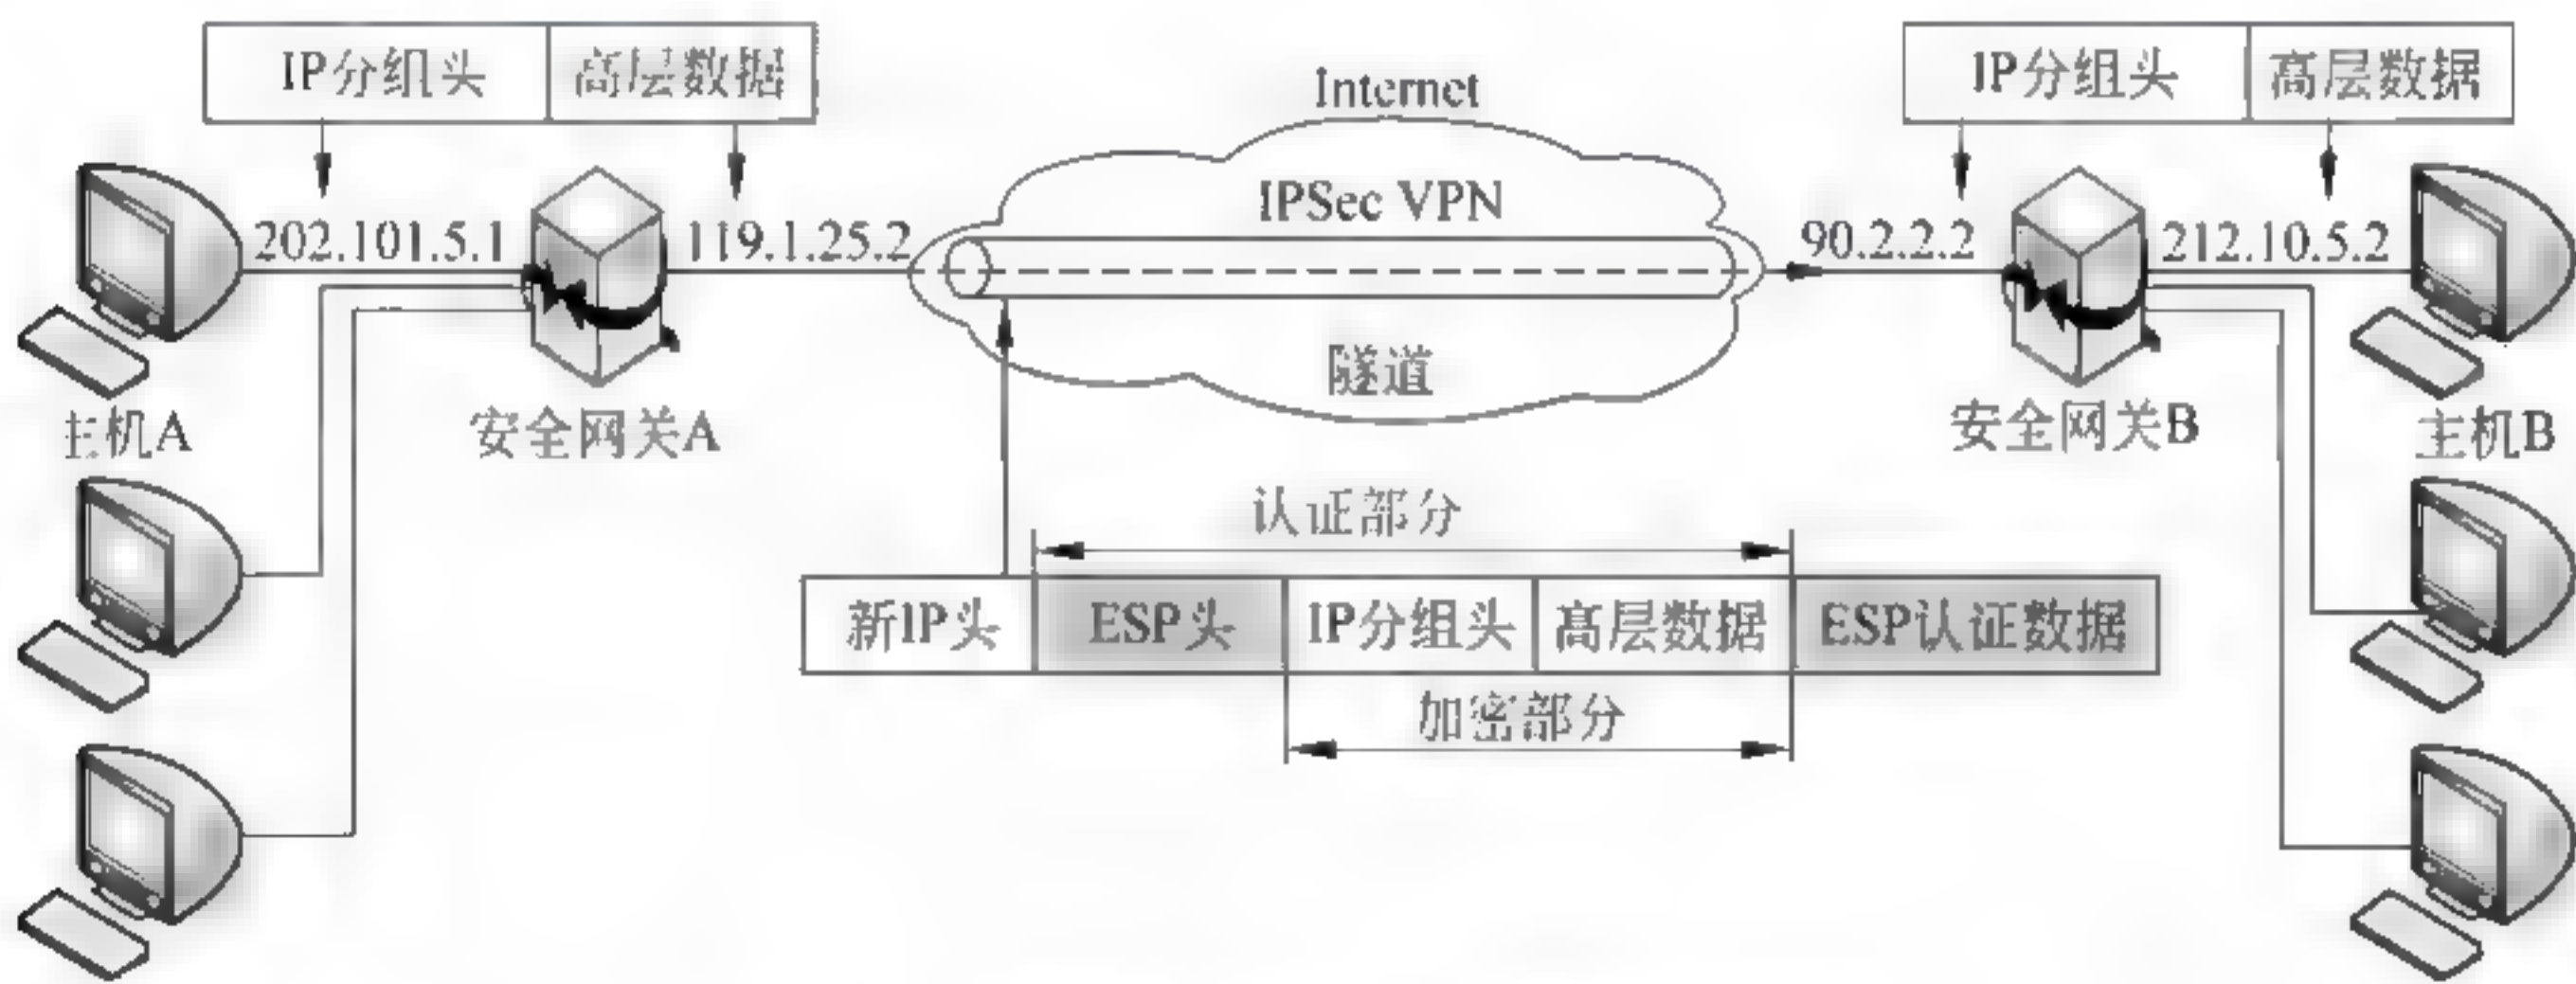 IP分组头 高层数据
IP分组头 高层数据
Internet
IPSec VPN
202.101.5.1
119.1.25.2
90.2.2.2
212.10.5.2
隧道
主机A
安全网关A
安全网关B
主机B
认证部分
新IP头 ESP头 IP分组头 高层数据 ESP认证数据
加密部分